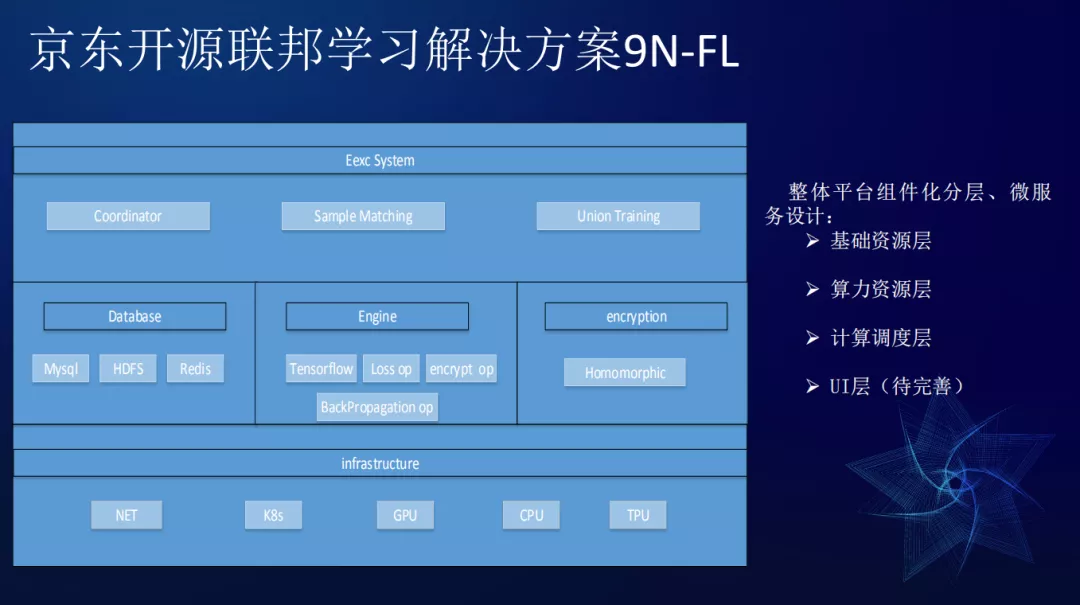 京东开源联邦学习解决方案9N-FL
Eexc System
Coordinator
Sample Matching
Union Training
Database
Mysql
HDFS
Redis
Engine
Tensorflow
Loss op
encrypt op
BackPropagation op
encryption
Homomorphic
infrastructure
NET
K8s
GPU
CPU
TPU
整体平台组件化分层、微服
务设计：
➢ 基础资源层
➢ 算力资源层
➢ 计算调度层
➢ UI层（待完善）